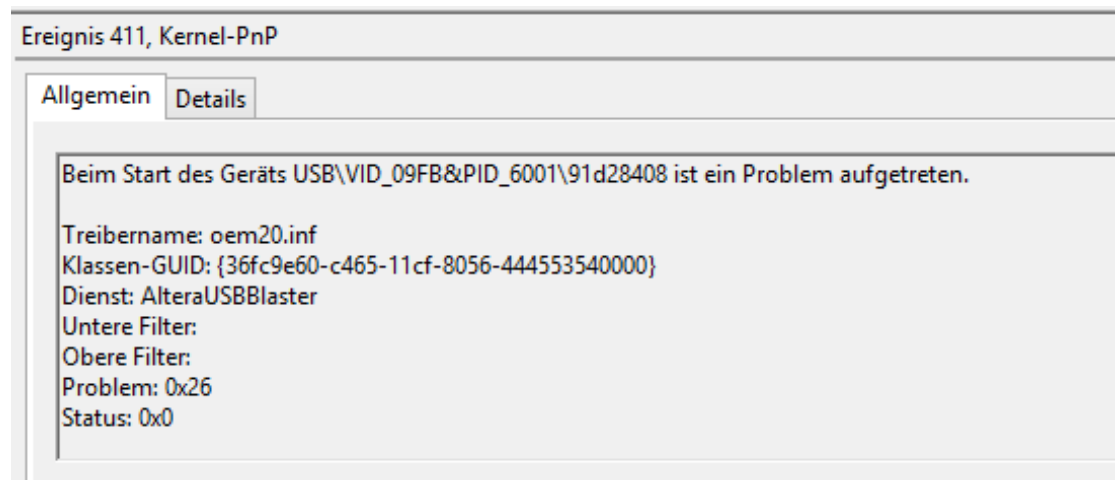 Ereignis 411, Kernel-PnP
Allgemein Details
Beim Start des Geräts USB\VID_09FB&PID_6001\91d28408 ist ein Problem aufgetreten.
Treibername: oem20.inf
Klassen-GUID: {36fc9e60-c465-11cf-8056-444553540000}
Dienst: AlteraUSBBlaster
Untere Filter:
Obere Filter:
Problem: 0x26
Status: 0x0